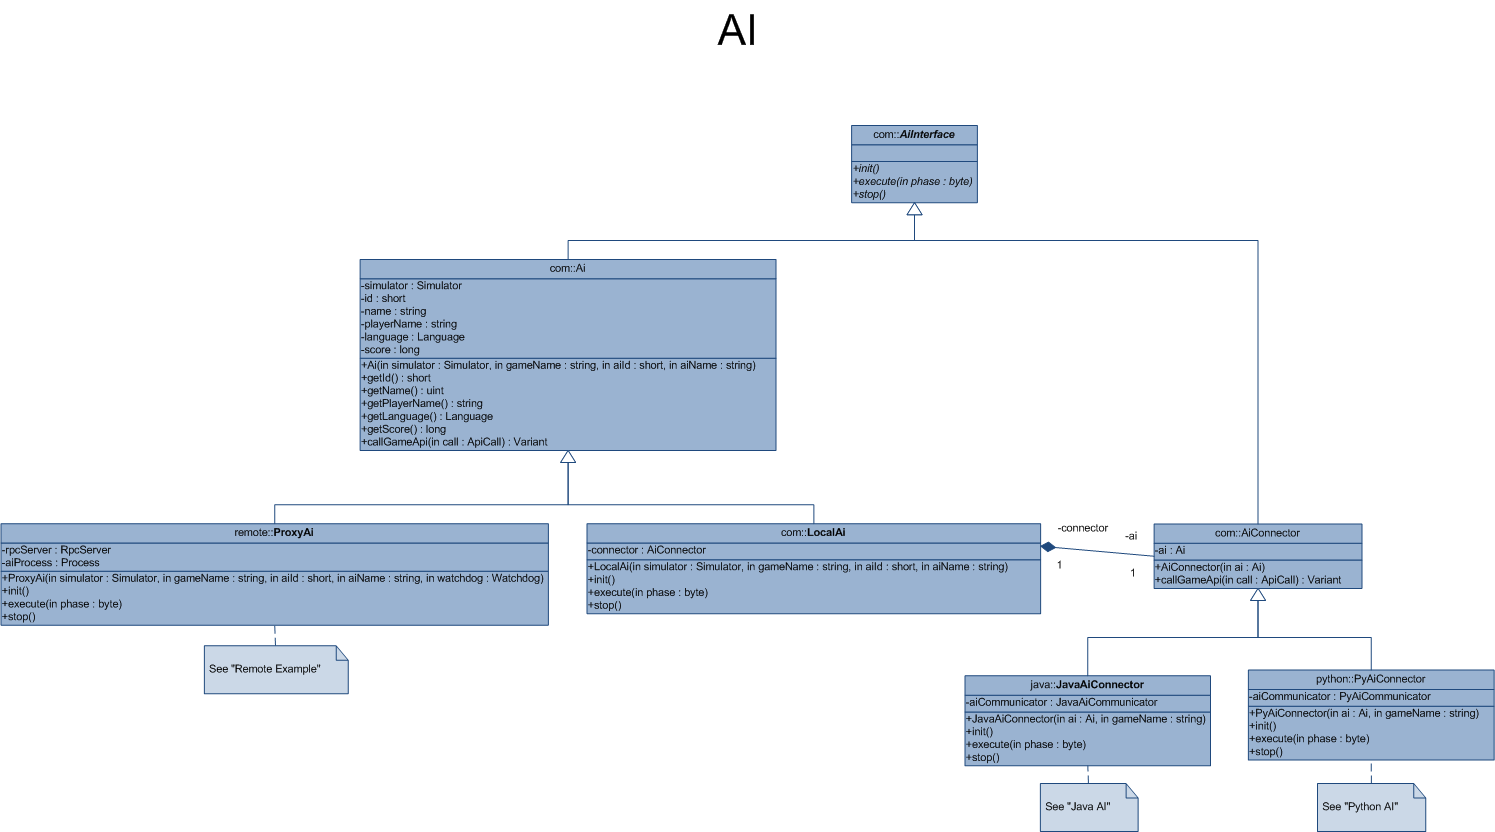 AI
com::AiInterface
+init()
+execute(in phase : byte)
+stop()
com::Ai
-simulator : Simulator
-id : short
-name : string
-playerName : string
-language : Language
-score : long
+Ai(in simulator : Simulator, in gameName : string, in aiId : short, in aiName : string)
+getId() : short
+getName() : uint
+getPlayerName() : string
+getLanguage() : Language
+getScore() : long
+callGameApi(in call : ApiCall) : Variant
remote::ProxyAi
-rpcServer : RpcServer
-aiProcess : Process
+ProxyAi(in simulator : Simulator, in gameName : string, in aiId : short, in aiName : string, in watchdog : Watchdog)
+init()
+execute(in phase : byte)
+stop()
See "Remote Example"
com::LocalAi
-connector : AiConnector
+LocalAi(in simulator : Simulator, in gameName : string, in aiId : short, in aiName : string)
+init()
+execute(in phase : byte)
+stop()
-connector
-ai
1
1
com::AiConnector
-ai : Ai
+AiConnector(in ai : Ai)
+callGameApi(in call : ApiCall) : Variant
java::JavaAiConnector
-aiCommunicator : JavaAiCommunicator
+JavaAiConnector(in ai : Ai, in gameName : string)
+init()
+execute(in phase : byte)
+stop()
See "Java AI"
python::PyAiConnector
-aiCommunicator : PyAiCommunicator
+PyAiConnector(in ai : Ai, in gameName : string)
+init()
+execute(in phase : byte)
+stop()
See "Python AI"